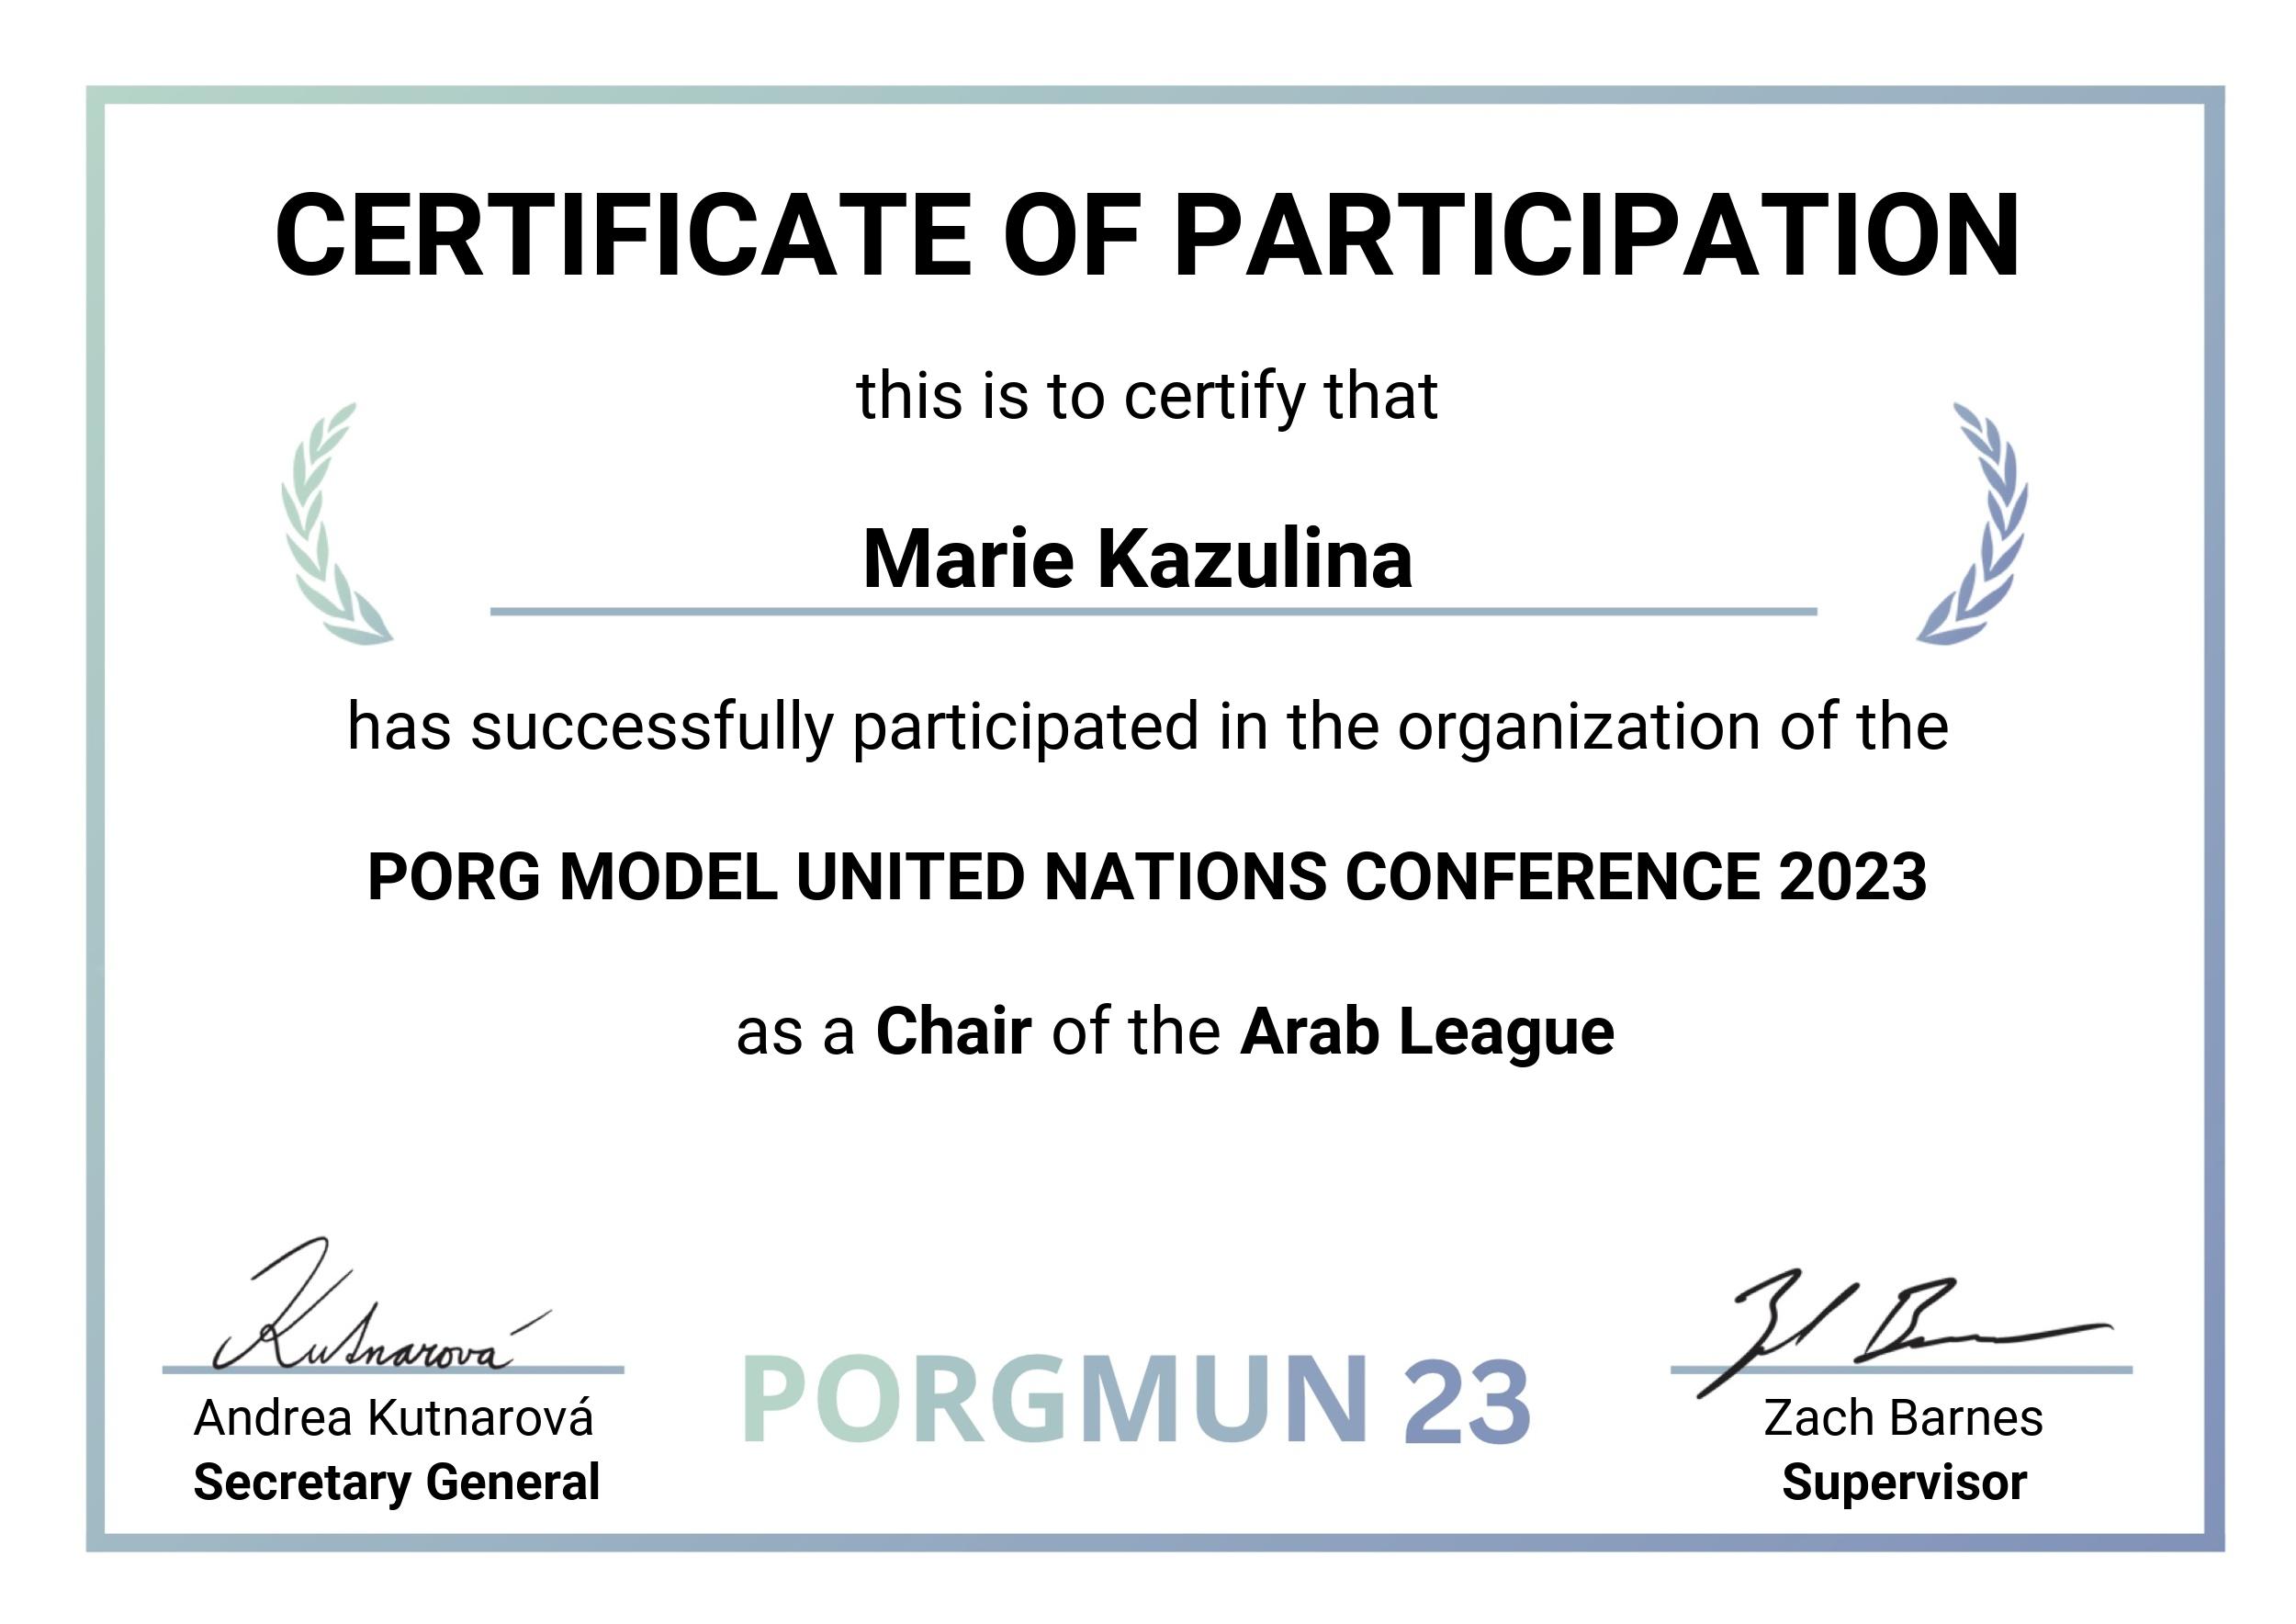 CERTIFICATE OF PARTICIPATION
this is to certify that
Marie Kazulina
has successfully participated in the organization of the
PORG MODEL UNITED NATIONS CONFERENCE 2023
as a Chair of the Arab League
Kutnarová
Andrea Kutnarová
Secretary General
PORGMUN 23
Zach Barnes
Supervisor